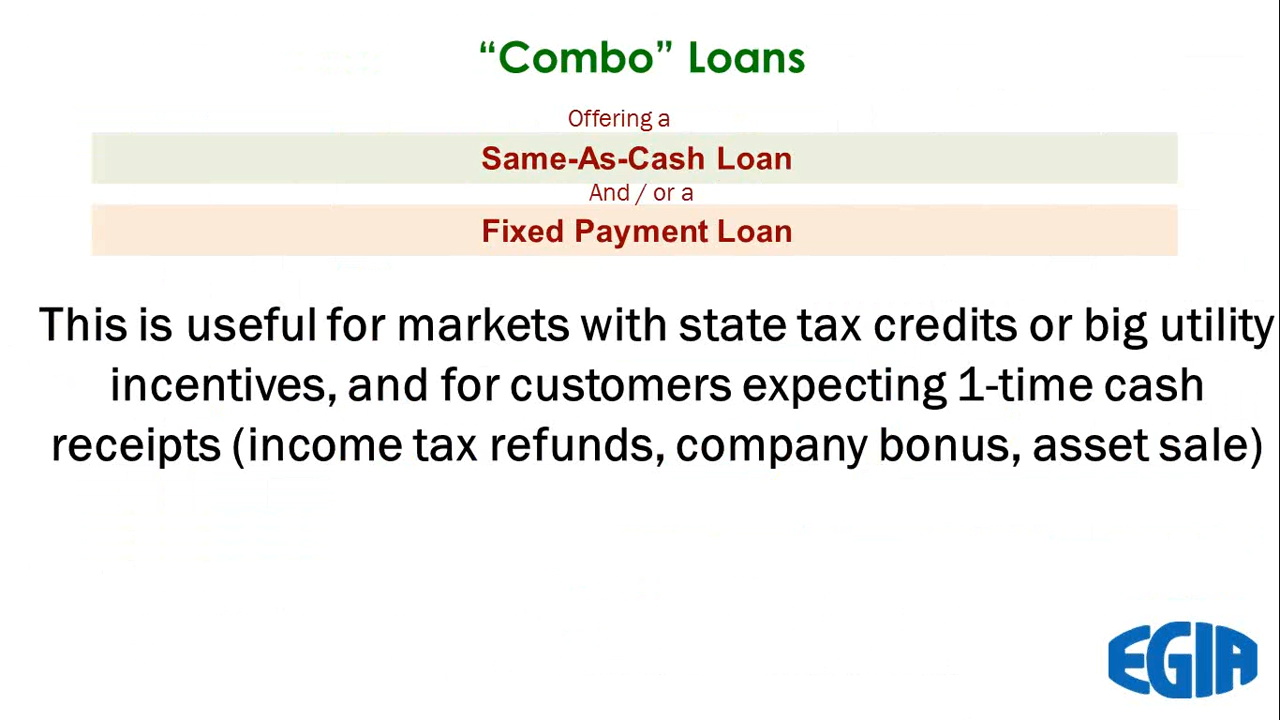 “Combo” Loans
Offering a
Same-As-Cash Loan
And / or a
Fixed Payment Loan
This is useful for markets with state tax credits or big utility
incentives, and for customers expecting 1-time cash
receipts (income tax refunds, company bonus, asset sale)
EGIA